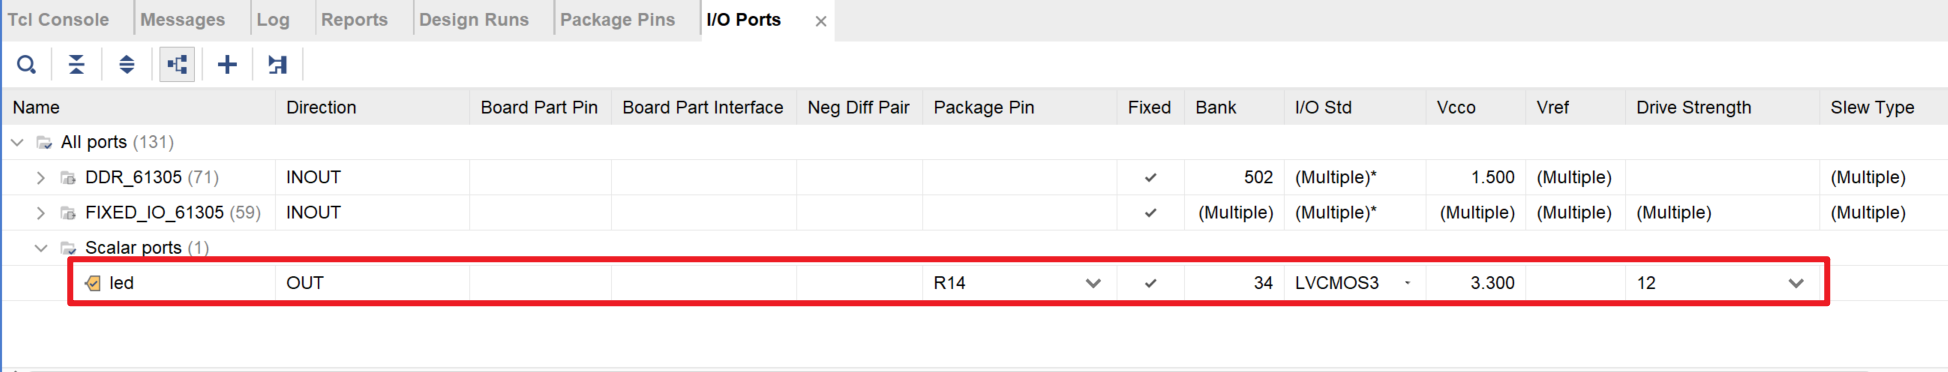 Tcl Console Messages Log Reports Design Runs Package Pins I/O Ports
Name Direction Board Part Pin Board Part Interface Neg Diff Pair Package Pin Fixed Bank I/O Std Vcco Vref Drive Strength Slew Type
All ports (131)
DDR_61305 (71) INOUT 502 (Multiple)* 1.500 (Multiple) (Multiple)
FIXED_IO_61305 (59) INOUT (Multiple) (Multiple)* (Multiple) (Multiple) (Multiple) (Multiple)
Scalar ports (1)
led OUT R14 34 LVCMOS3 3.300 12